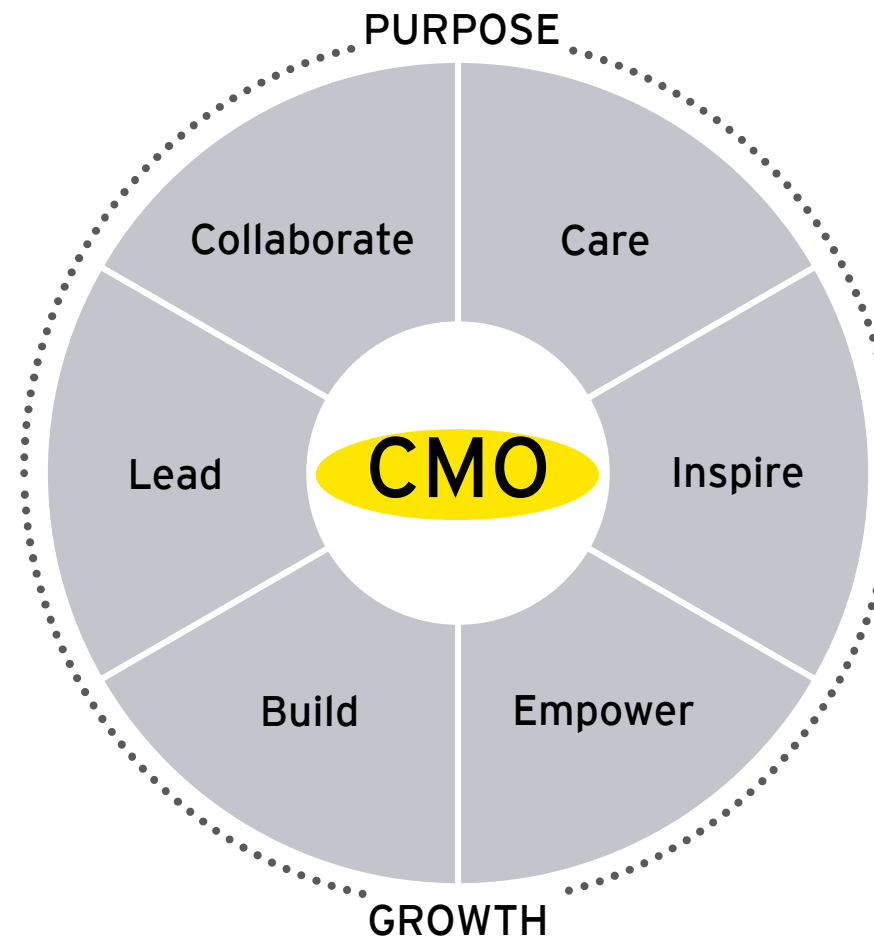 PURPOSE
Collaborate
Care
Lead
CMO
Inspire
Build
Empower
GROWTH